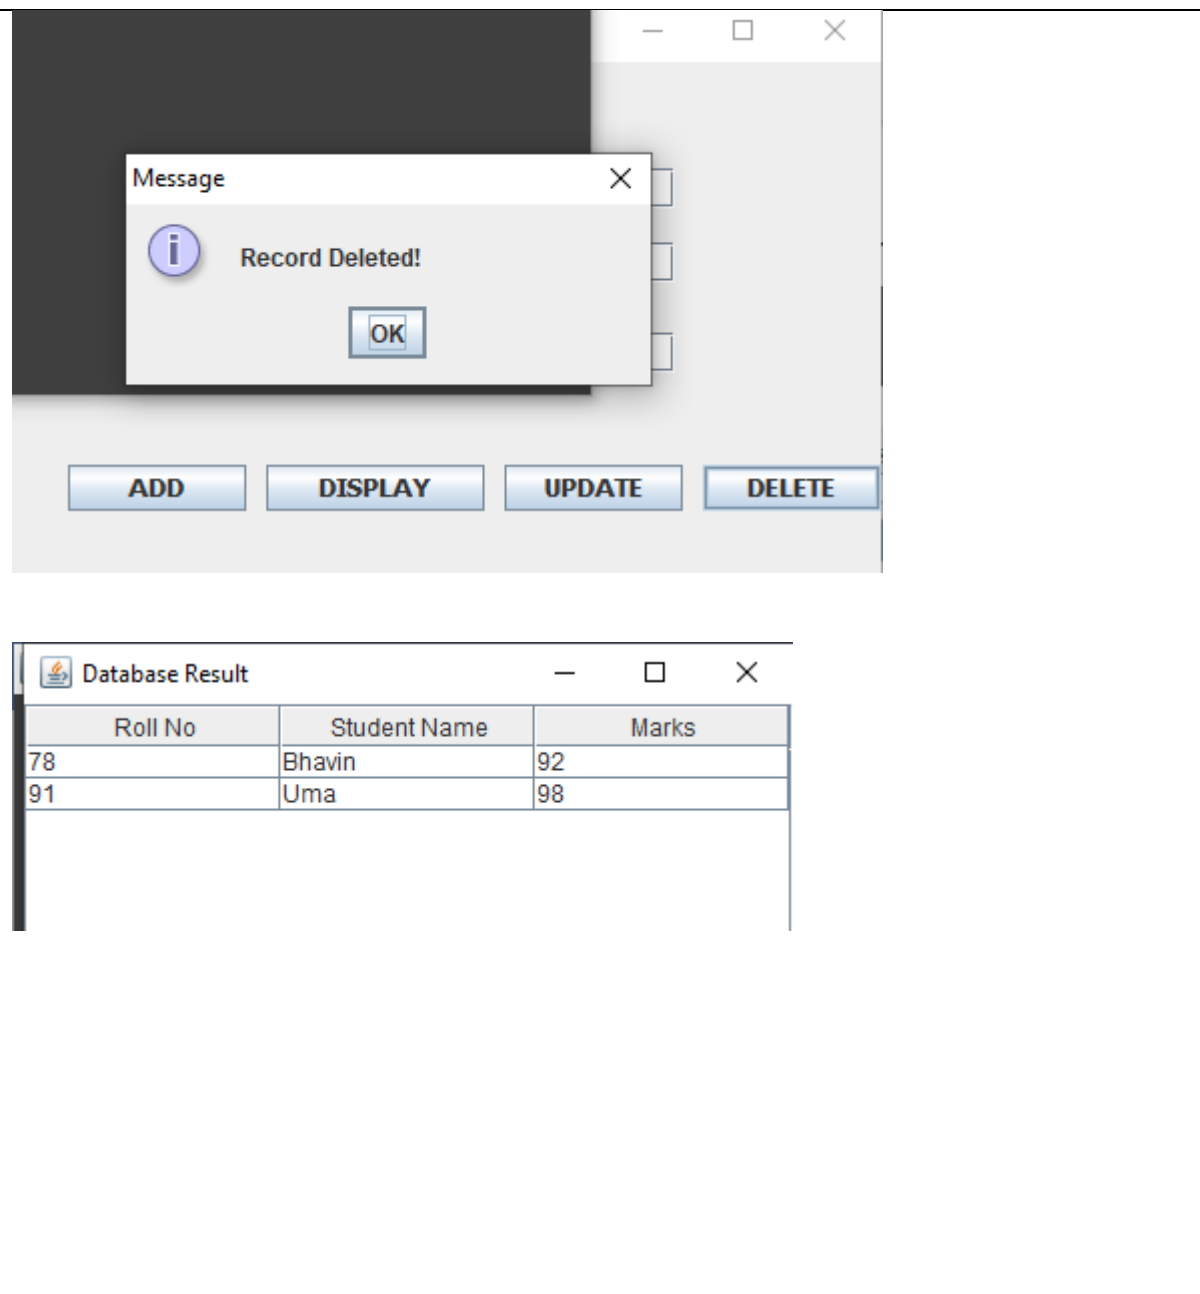 Message
i
Record Deleted!
OK
ADD DISPLAY UPDATE DELETE
Database Result
Roll No Student Name Marks
78 Bhavin 92
91 Uma 98